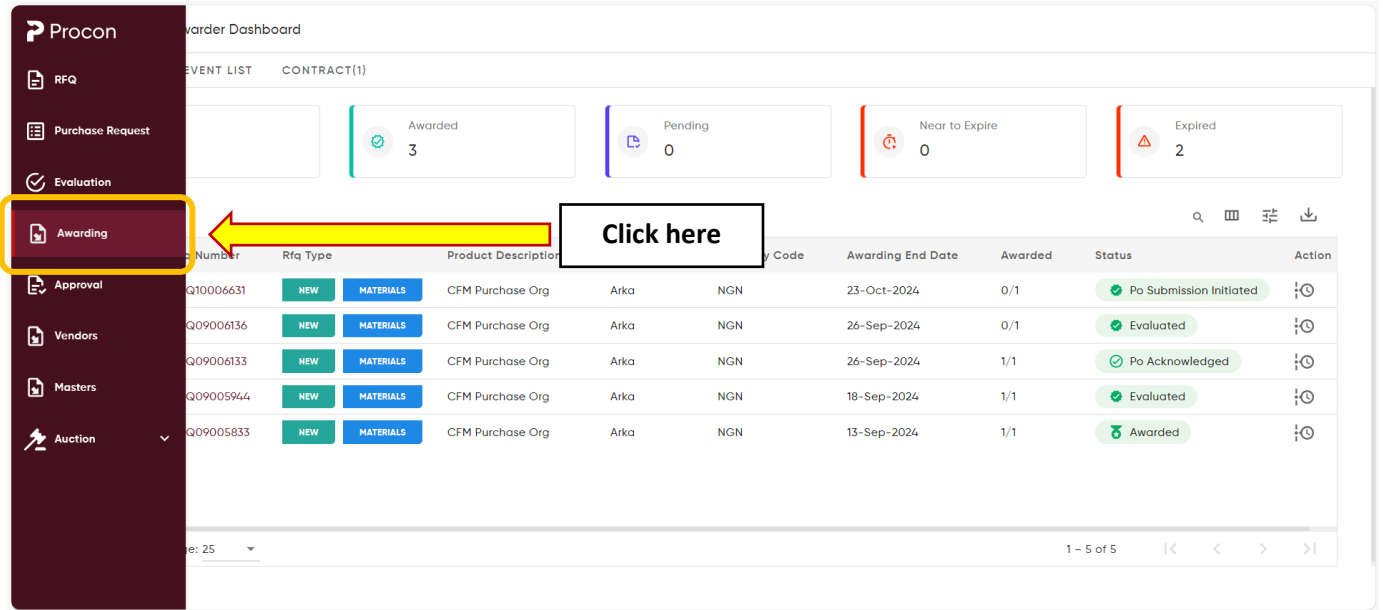 Procon
warder Dashboard
RFQ
EVENT LIST CONTRACT(1)
Purchase Request
Awarded
3
Pending
0
Near to Expire
0
Expired
2
Evaluation
Awarding
Click here
Number Rfq Type Product Description y Code Awarding End Date Awarded Status Action
Approval
Q10006631 NEW MATERIALS CFM Purchase Org Arka NGN 23-Oct-2024 0/1 Po Submission Initiated
Q09006136 NEW MATERIALS CFM Purchase Org Arka NGN 26-Sep-2024 0/1 Evaluated
Vendors
Q09006133 NEW MATERIALS CFM Purchase Org Arka NGN 26-Sep-2024 1/1 Po Acknowledged
Masters
Q09005944 NEW MATERIALS CFM Purchase Org Arka NGN 18-Sep-2024 1/1 Evaluated
Auction
Q09005833 NEW MATERIALS CFM Purchase Org Arka NGN 13-Sep-2024 1/1 Awarded
ge: 25 1 – 5 of 5